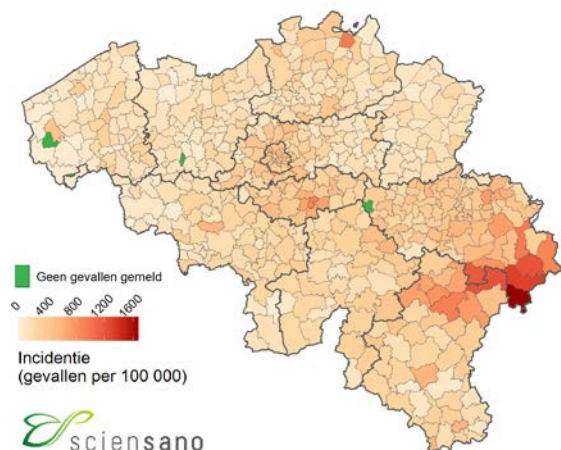 Geen gevallen gemeld
0 400 800 1200 1600
Incidentie
(gevallen per 100 000)
sciensano